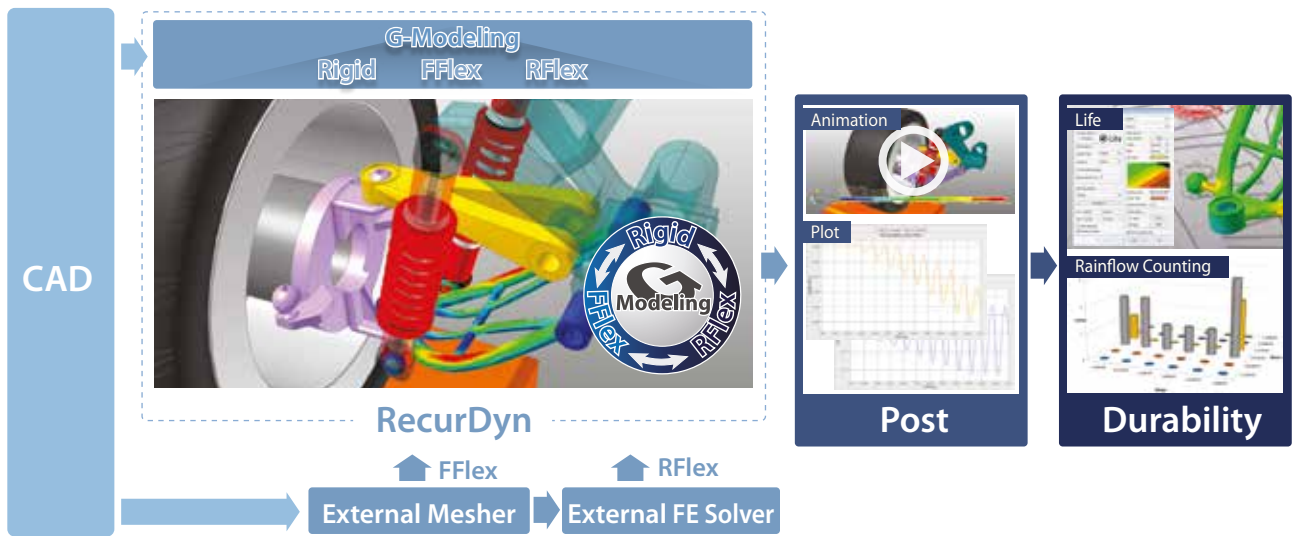 CAD
G-Modeling
Rigid
FFlex
RFlex
Rigid
FFlex
RFlex
G
Modeling
RecurDyn
FFlex
RFlex
External Mesher
External FE Solver
Animation
Plot
Post
Life
Life
Rainflow Counting
Durability